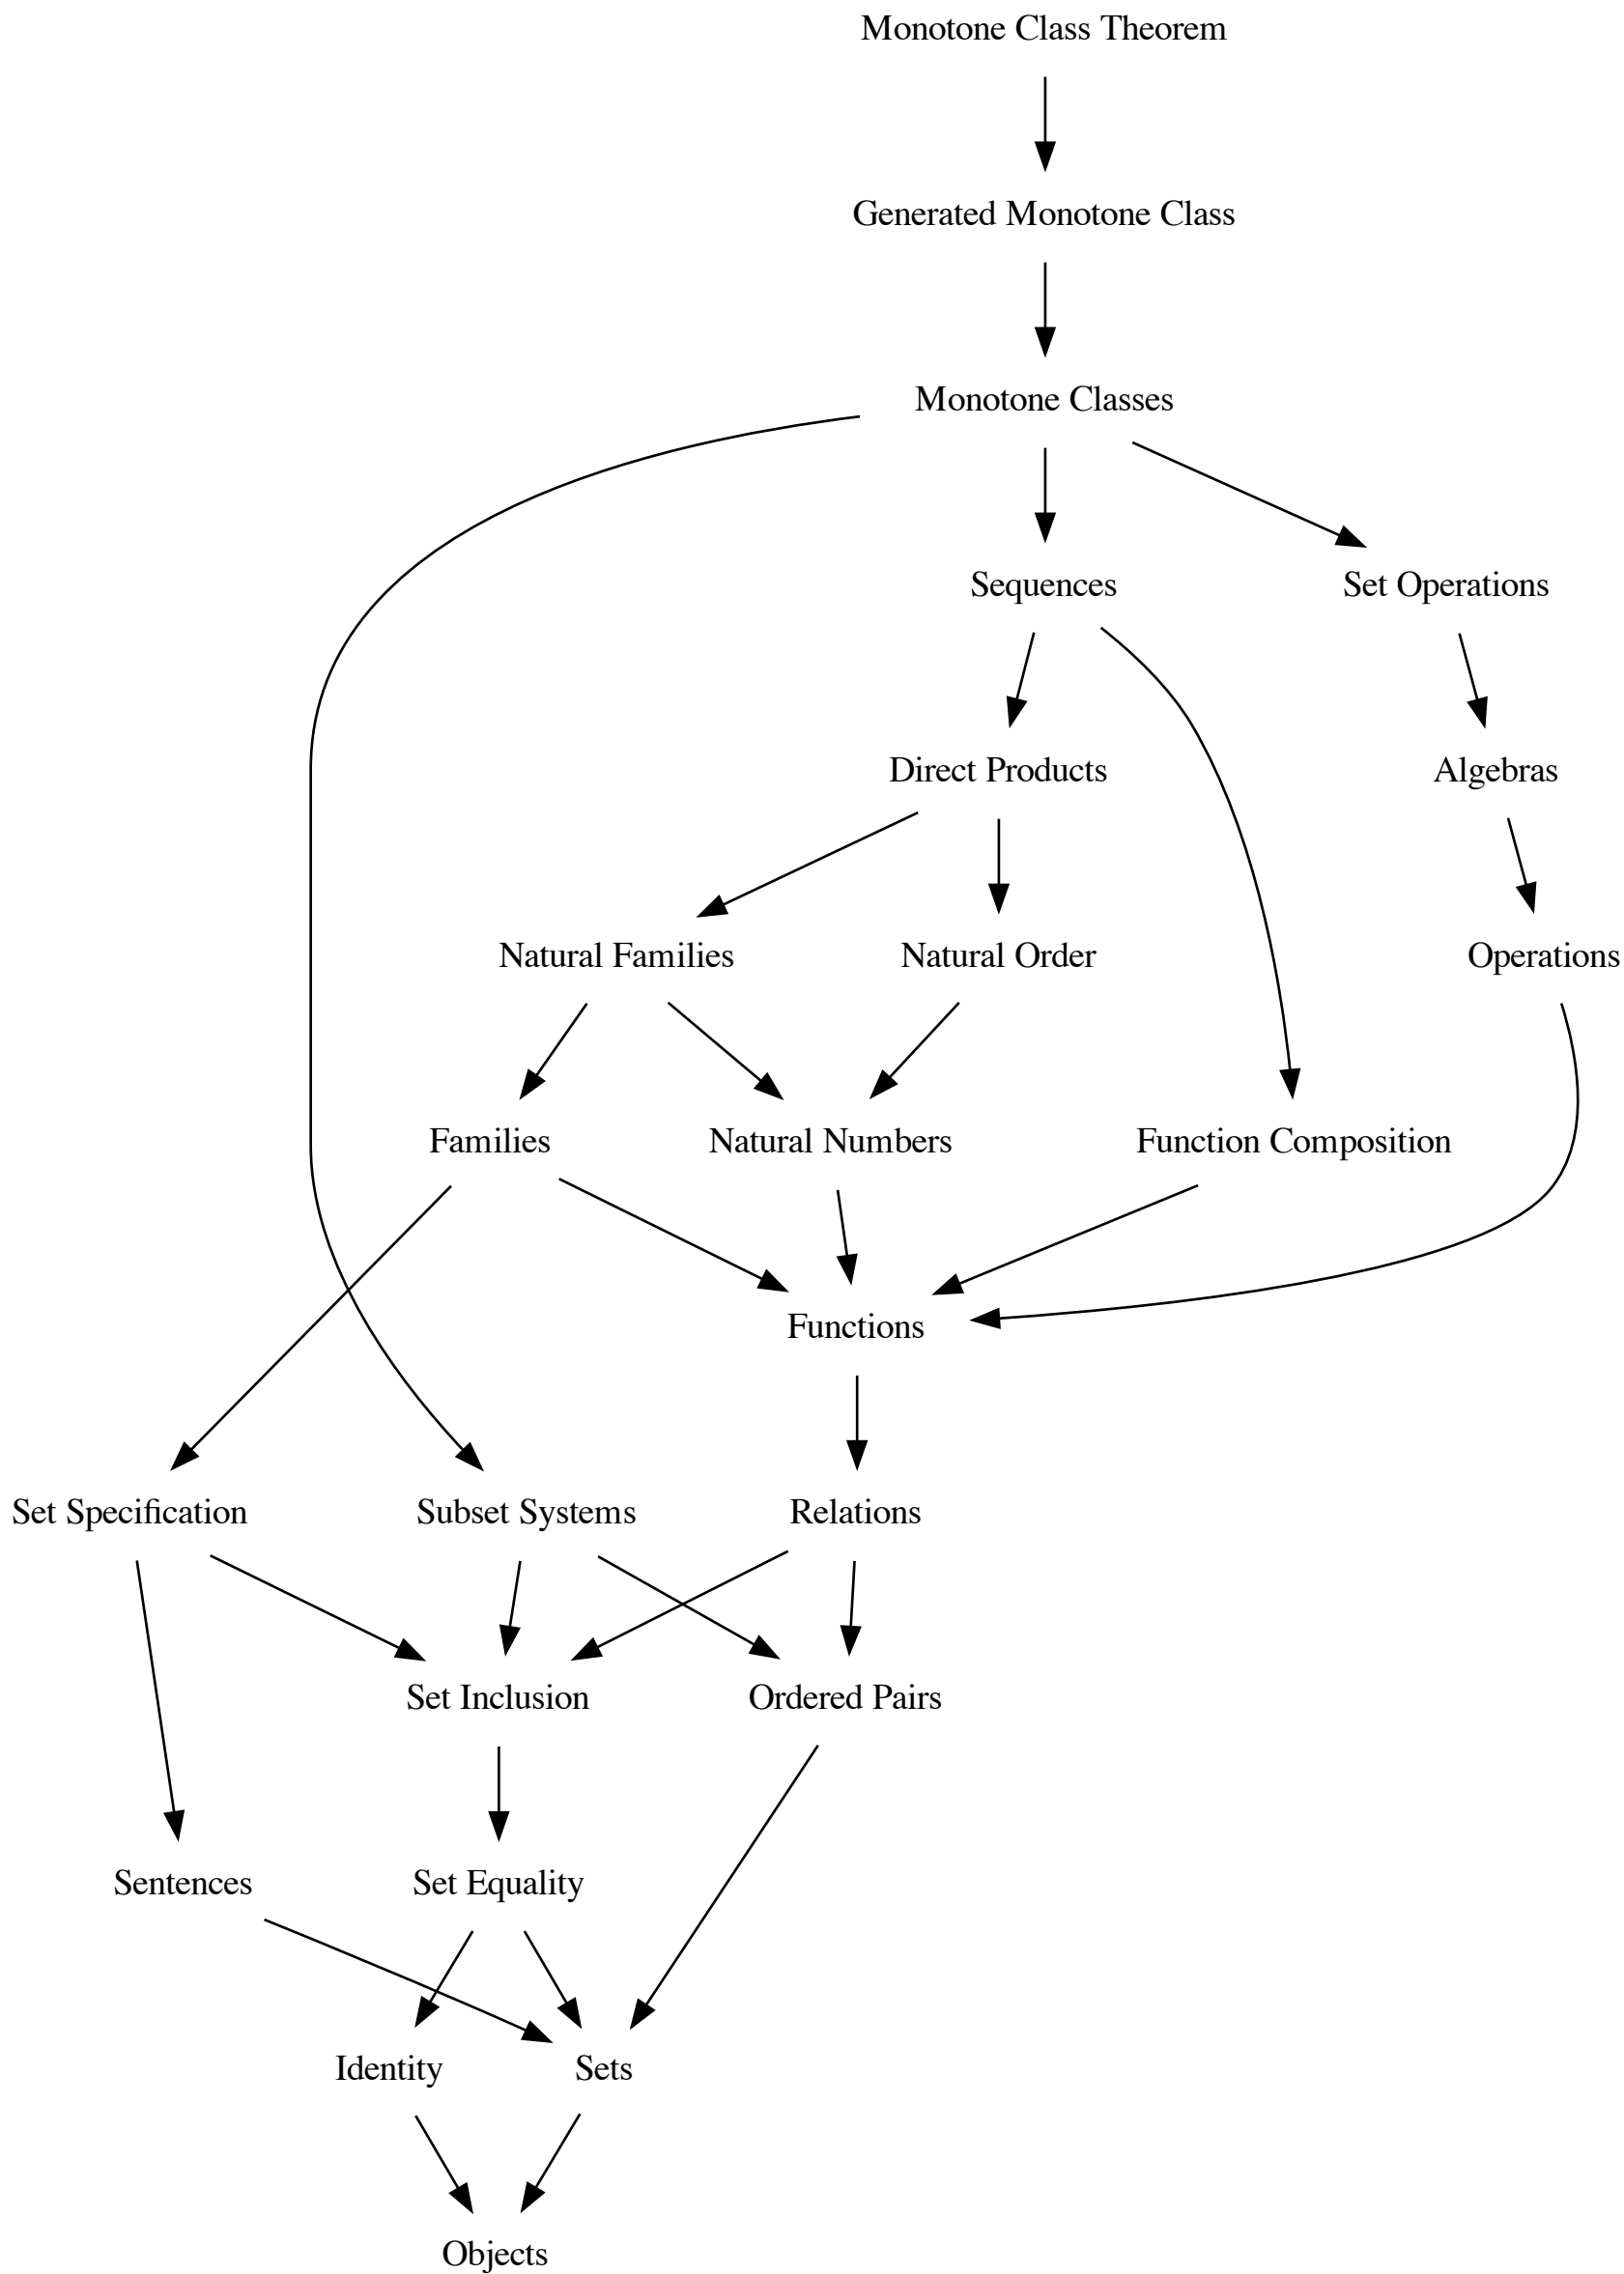 Monotone Class Theorem
Generated Monotone Class
Monotone Classes
Sequences
Set Operations
Direct Products
Algebras
Natural Families
Natural Order
Operations
Families
Natural Numbers
Function Composition
Functions
Set Specification
Subset Systems
Relations
Set Inclusion
Ordered Pairs
Sentences
Set Equality
Identity
Sets
Objects